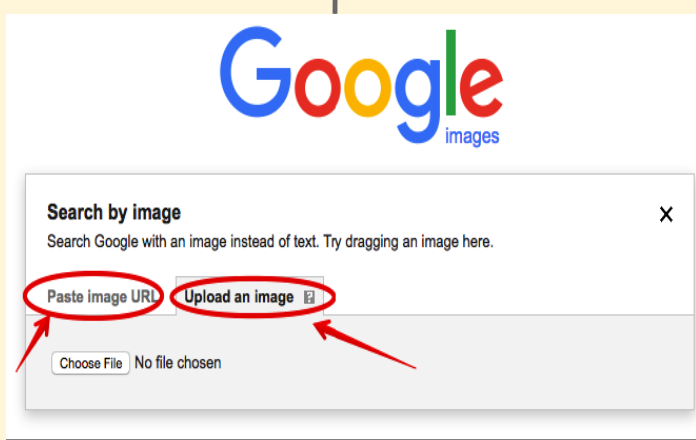 Google
images
Search by image
X
Search Google with an image instead of text. Try dragging an image here.
Paste image URL Upload an image ?
Choose File No file chosen